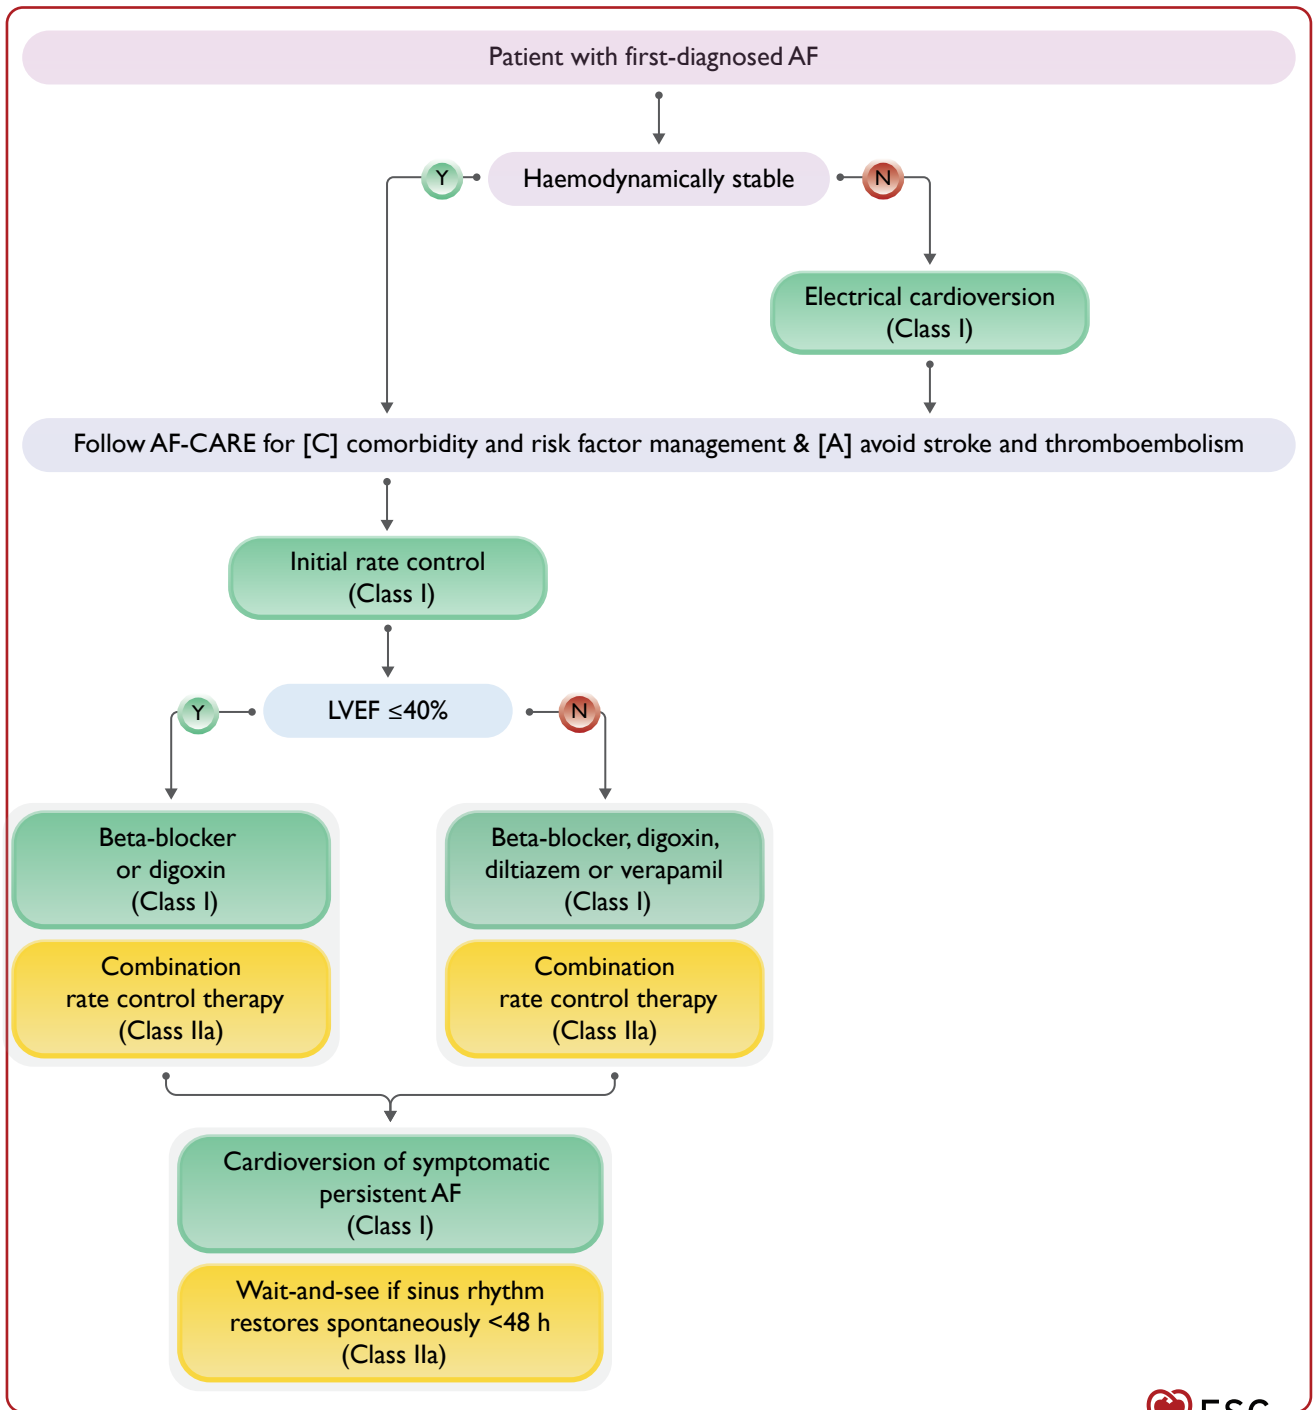 Patient with first-diagnosed AF
Y
Haemodynamically stable
N
Electrical cardioversion
(Class I)
Follow AF-CARE for [C] comorbidity and risk factor management & [A] avoid stroke and thromboembolism
Initial rate control
(Class I)
Y
LVEF ≤40%
N
Beta-blocker
or digoxin
(Class I)
Combination
rate control therapy
(Class IIa)
Beta-blocker, digoxin,
diltiazem or verapamil
(Class I)
Combination
rate control therapy
(Class IIa)
Cardioversion of symptomatic
persistent AF
(Class I)
Wait-and-see if sinus rhythm
restores spontaneously <48 h
(Class IIa)
ESC